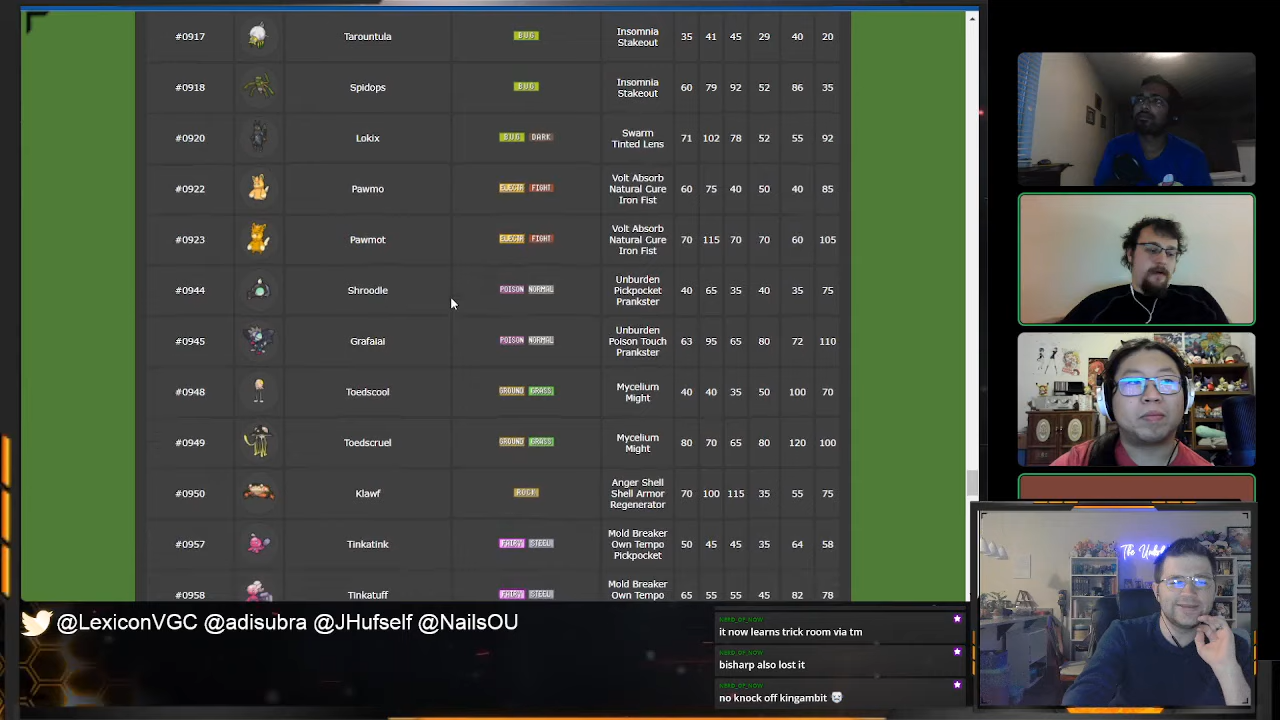 #0917 Tarountula BUG Insomnia Stakeout 35 41 45 29 40 20
#0918 Spidops BUG Insomnia Stakeout 60 79 92 52 86 35
#0920 Lokix BUG DARK Swarm Tinted Lens 71 102 78 52 55 92
#0922 Pawmo ELECTR FIGHT Volt Absorb Natural Cure Iron Fist 60 75 40 50 40 85
#0923 Pawmot ELECTR FIGHT Volt Absorb Natural Cure Iron Fist 70 115 70 70 60 105
#0944 Shroodle POISON NORMAL Unburden Pickpocket Prankster 40 65 35 40 35 75
#0945 Grafaiai POISON NORMAL Unburden Poison Touch Prankster 63 95 65 80 72 110
#0948 Toedscool GROUND GRASS Mycelium Might 40 40 35 50 100 70
#0949 Toedscruel GROUND GRASS Mycelium Might 80 70 65 80 120 100
#0950 Klawf ROCK Anger Shell Shell Armor Regenerator 70 100 115 35 55 75
#0957 Tinkatink FAIRY STEEL Mold Breaker Own Tempo Pickpocket 50 45 45 35 64 58
#0958 Tinkatuff FAIRY STEEL Mold Breaker Own Tempo 65 55 55 45 82 78
@LexiconVGC @adisubra @JHufself @NailsOU
NERD_OF_NOW
it now learns trick room via tm
NERD_OF_NOW
bisharp also lost it
NERD_OF_NOW
no knock off kingambit